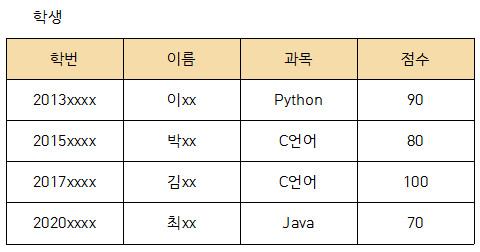 학생
학번 이름 과목 점수
2013xxxx 이xx Python 90
2015xxxx 박xx C언어 80
2017xxxx 김xx C언어 100
2020xxxx 최xx Java 70